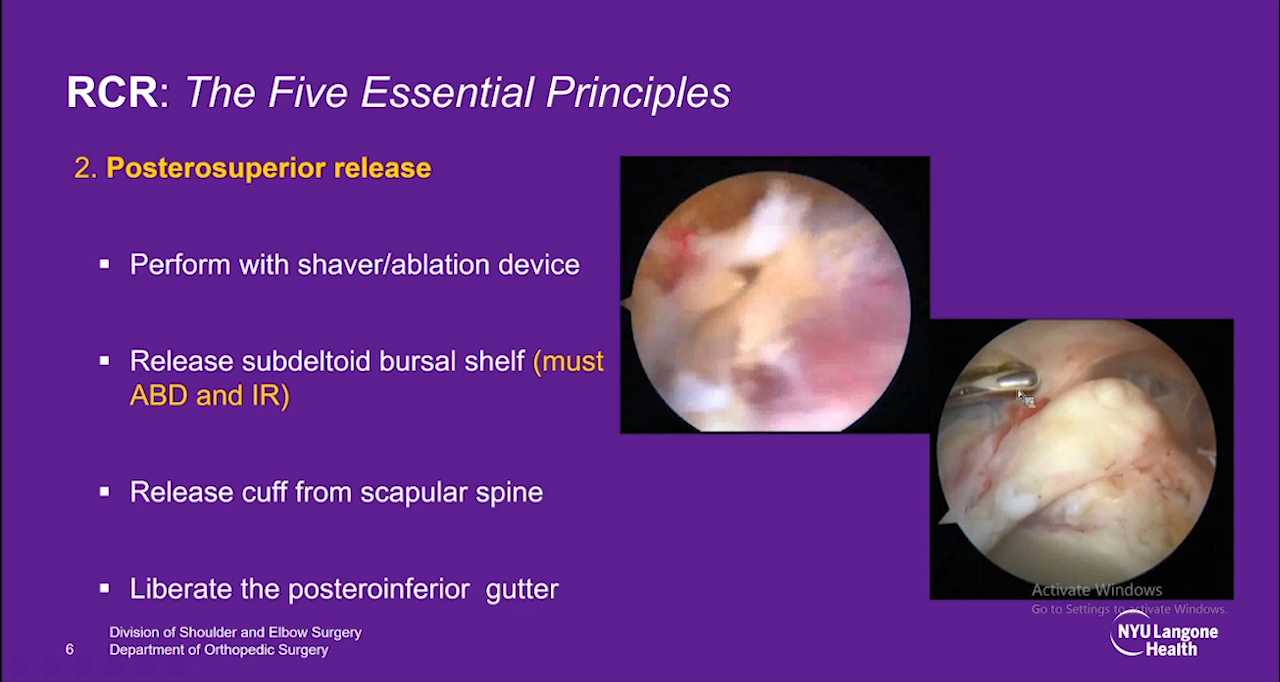 RCR: The Five Essential Principles
2. Posterosuperior release
▪ Perform with shaver/ablation device
▪ Release subdeltoid bursal shelf (must
ABD and IR)
▪ Release cuff from scapular spine
▪ Liberate the posteroinferior gutter
Activate Windows
Go to Settings to activate Windows.
Division of Shoulder and Elbow Surgery
6 Department of Orthopedic Surgery
NYU Langone
Health